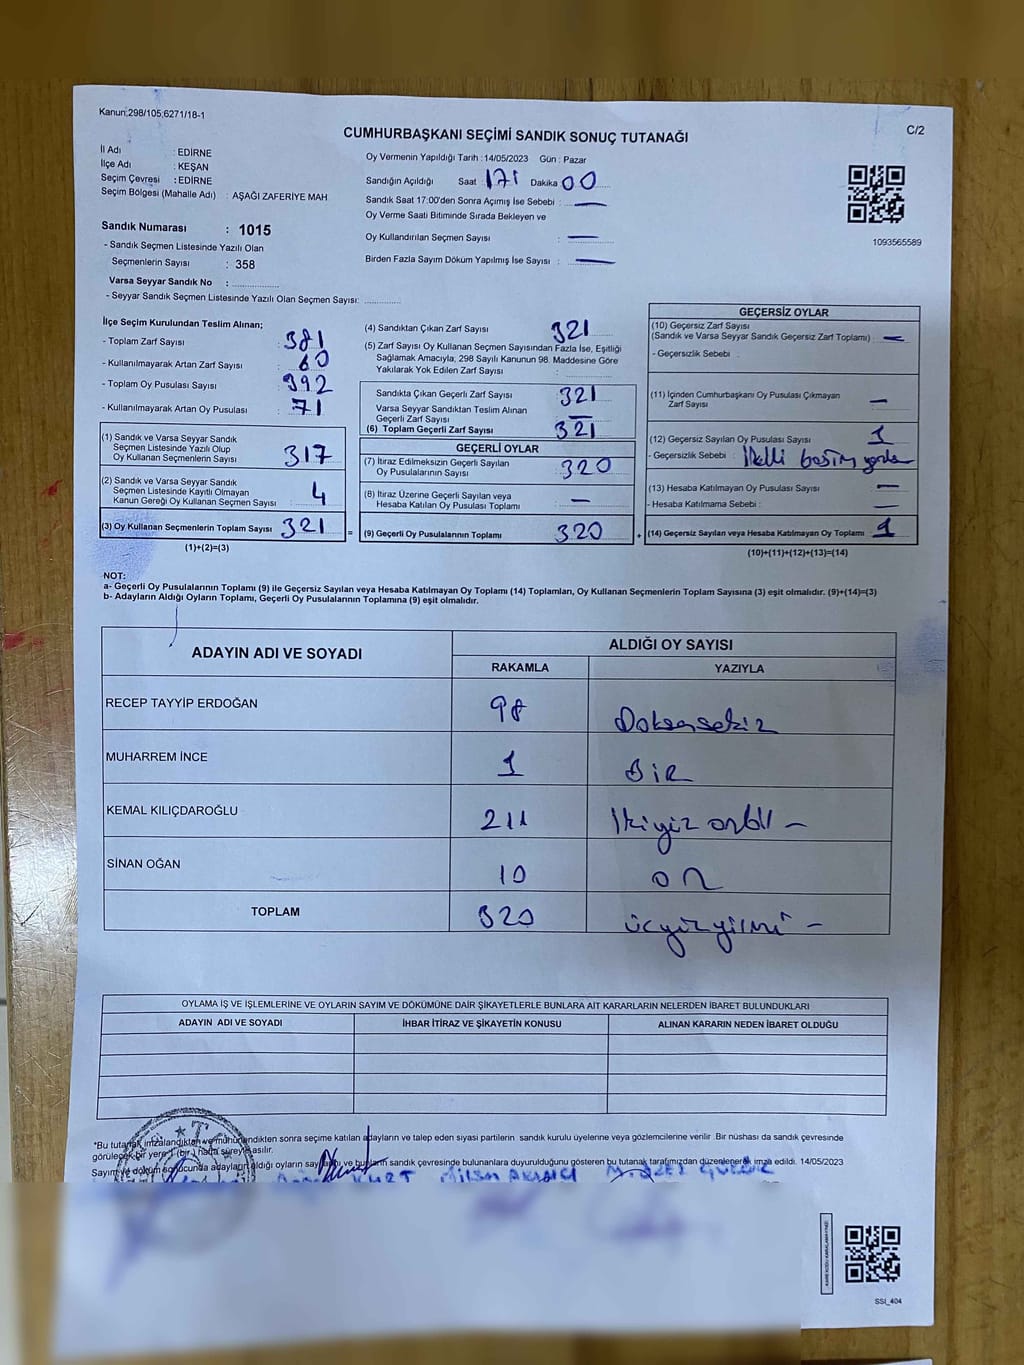 Kanun:298/105;6271/18-1
C/2
CUMHURBAŞKANI SEÇİMİ SANDIK SONUÇ TUTANAĞI
İl Adı : EDİRNE
İlçe Adı : KEŞAN
Seçim Çevresi : EDİRNE
Seçim Bölgesi (Mahalle Adı) : AŞAĞI ZAFERİYE MAH
Sandık Numarası : 1015
- Sandık Seçmen Listesinde Yazılı Olan
Seçmenlerin Sayısı : 358
Varsa Seyyar Sandık No :
- Seyyar Sandık Seçmen Listesinde Yazılı Olan Seçmen Sayısı:
Oy Vermenin Yapıldığı Tarih :14/05/2023 Gün : Pazar
Sandığın Açıldığı Saat 17: Dakika 00
Sandık Saat 17:00'den Sonra Açımış İse Sebebi : —
Oy Verme Saati Bitiminde Sırada Bekleyen ve
Oy Kullandırılan Seçmen Sayısı : —
Birden Fazla Sayım Döküm Yapılmış İse Sayısı : —
1093565589
İlçe Seçim Kurulundan Teslim Alınan;
- Toplam Zarf Sayısı : 381
- Kullanılmayarak Artan Zarf Sayısı : 60
- Toplam Oy Pusulası Sayısı : 392
- Kullanılmayarak Artan Oy Pusulası : 71
(1) Sandık ve Varsa Seyyar Sandık
Seçmen Listesinde Yazılı Olup
Oy Kullanan Seçmenlerin Sayısı 317
(2) Sandık ve Varsa Seyyar Sandık
Seçmen Listesinde Kayıtlı Olmayan
Kanun Gereği Oy Kullanan Seçmen Sayısı 4
(3) Oy Kullanan Seçmenlerin Toplam Sayısı 321 =
(1)+(2)=(3)
(4) Sandıktan Çıkan Zarf Sayısı 321
(5) Zarf Sayısı Oy Kullanan Seçmen Sayısından Fazla İse, Eşitliği
Sağlamak Amacıyla, 298 Sayılı Kanunun 98. Maddesine Göre
Yakılarak Yok Edilen Zarf Sayısı :
Sandıkta Çıkan Geçerli Zarf Sayısı 321
Varsa Seyyar Sandıktan Teslim Alınan
Geçerli Zarf Sayısı —
(6) Toplam Geçerli Zarf Sayısı 321
GEÇERLİ OYLAR
(7) İtiraz Edilmeksizin Geçerli Sayılan
Oy Pusulalarının Sayısı 320
(8) İtiraz Üzerine Geçerli Sayılan veya
Hesaba Katılan Oy Pusulaları Toplamı —
(9) Geçerli Oy Pusulalarının Toplamı 320 +
GEÇERSİZ OYLAR
(10) Geçersiz Zarf Sayısı
(Sandık ve Varsa Seyyar Sandık Geçersiz Zarf Toplamı) : —
- Geçersizlik Sebebi :
(11) İçinden Cumhurbaşkanı Oy Pusulası Çıkmayan
Zarf Sayısı —
(12) Geçersiz Sayılan Oy Pusulası Sayısı 1
- Geçersizlik Sebebi :
(13) Hesaba Katılmayan Oy Pusulası Sayısı —
- Hesaba Katılmama Sebebi : —
(14) Geçersiz Sayılan veya Hesaba Katılmayan Oy Toplamı 1
(10)+(11)+(12)+(13)=(14)
NOT:
a- Geçerli Oy Pusulalarının Toplamı (9) ile Geçersiz Sayılan veya Hesaba Katılmayan Oy Toplamı (14) Toplamları, Oy Kullanan Seçmenlerin Toplam Sayısına (3) eşit olmalıdır. (9)+(14)=(3)
b- Adayların Aldığı Oyların Toplamı, Geçerli Oy Pusulalarının Toplamına (9) eşit olmalıdır.
ADAYIN ADI VE SOYADI ALDIĞI OY SAYISI
RAKAMLA YAZIYLA
RECEP TAYYİP ERDOĞAN 98 Doksansekiz
MUHARREM İNCE 1 BİR
KEMAL KILIÇDAROĞLU 211 İkiyüz onbir –
SİNAN OĞAN 10 on
TOPLAM 320 üçyüzyirmi –
OYLAMA İŞ VE İŞLEMLERİNE VE OYLARIN SAYIM VE DÖKÜMÜNE DAİR ŞİKAYETLERLE BUNLARA AİT KARARLARIN NELERDEN İBARET BULUNDUKLARI
ADAYIN ADI VE SOYADI İHBAR İTİRAZ VE ŞİKAYETİN KONUSU ALINAN KARARIN NEDEN İBARET OLDUĞU
*Bu tutanak imzalandıktan ve mühürlendikten sonra seçime katılan adayların ve talep eden siyasi partilerin sandık kurulu üyelerine veya gözlemcilerine verilir .Bir nüshası da sandık çevresinde
görülecek bir yere 1 (bir ) hafta süreyle asılır.
Sayım ve döküm sonucunda adayların aldığı oyların sayısını ve bunların sandık çevresinde bulunanlara duyurulduğunu gösteren bu tutanak tarafımızdan düzenlenerek imza edildi. 14/05/2023
KURT
SSI_404